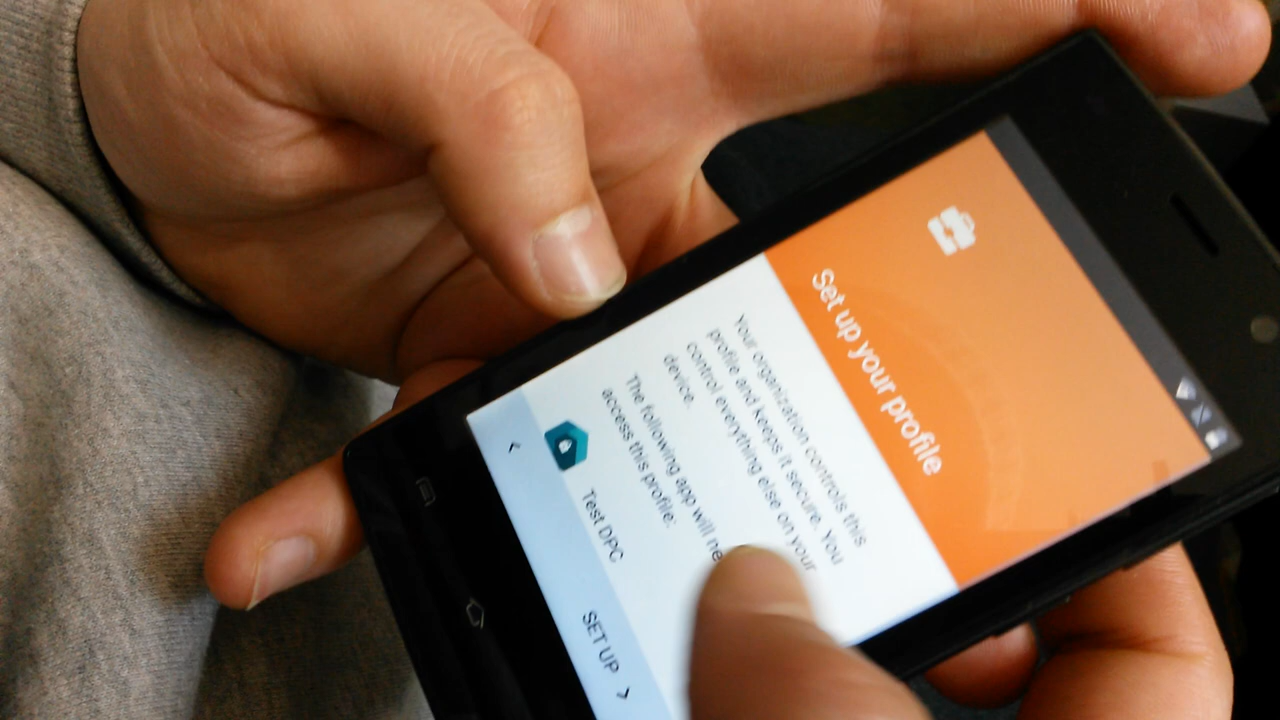 Set up your profile
Your organization controls this
profile and keeps it secure. You
control everything else on your
device.
The following app will
access this profile:
Test DPC
SET UP